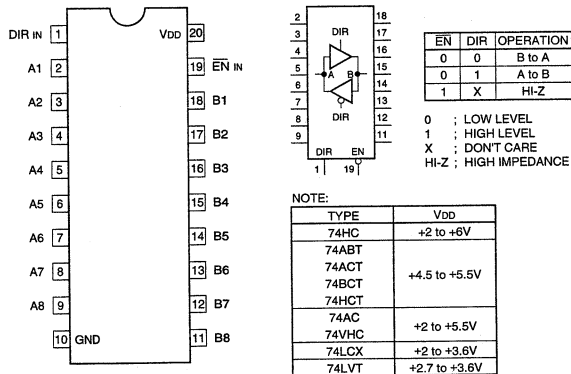 DIR IN 1
VDD 20
A1 2
19 EN IN
A2 3
18 B1
A3 4
17 B2
A4 5
16 B3
A5 6
15 B4
A6 7
14 B5
A7 8
13 B6
A8 9
12 B7
10 GND
11 B8
2 18
3 17
4 16
5 15
6 14
7 13
8 12
9 11
DIR
A B
DIR
DIR EN
1 19
EN DIR OPERATION
0 0 B to A
0 1 A to B
1 X HI-Z
0 ; LOW LEVEL
1 ; HIGH LEVEL
X ; DON'T CARE
HI-Z ; HIGH IMPEDANCE
NOTE:
TYPE VDD
74HC +2 to +6V
74ABT
74ACT
74BCT
74HCT
+4.5 to +5.5V
74AC
74VHC
+2 to +5.5V
74LCX +2 to +3.6V
74LVT +2.7 to +3.6V